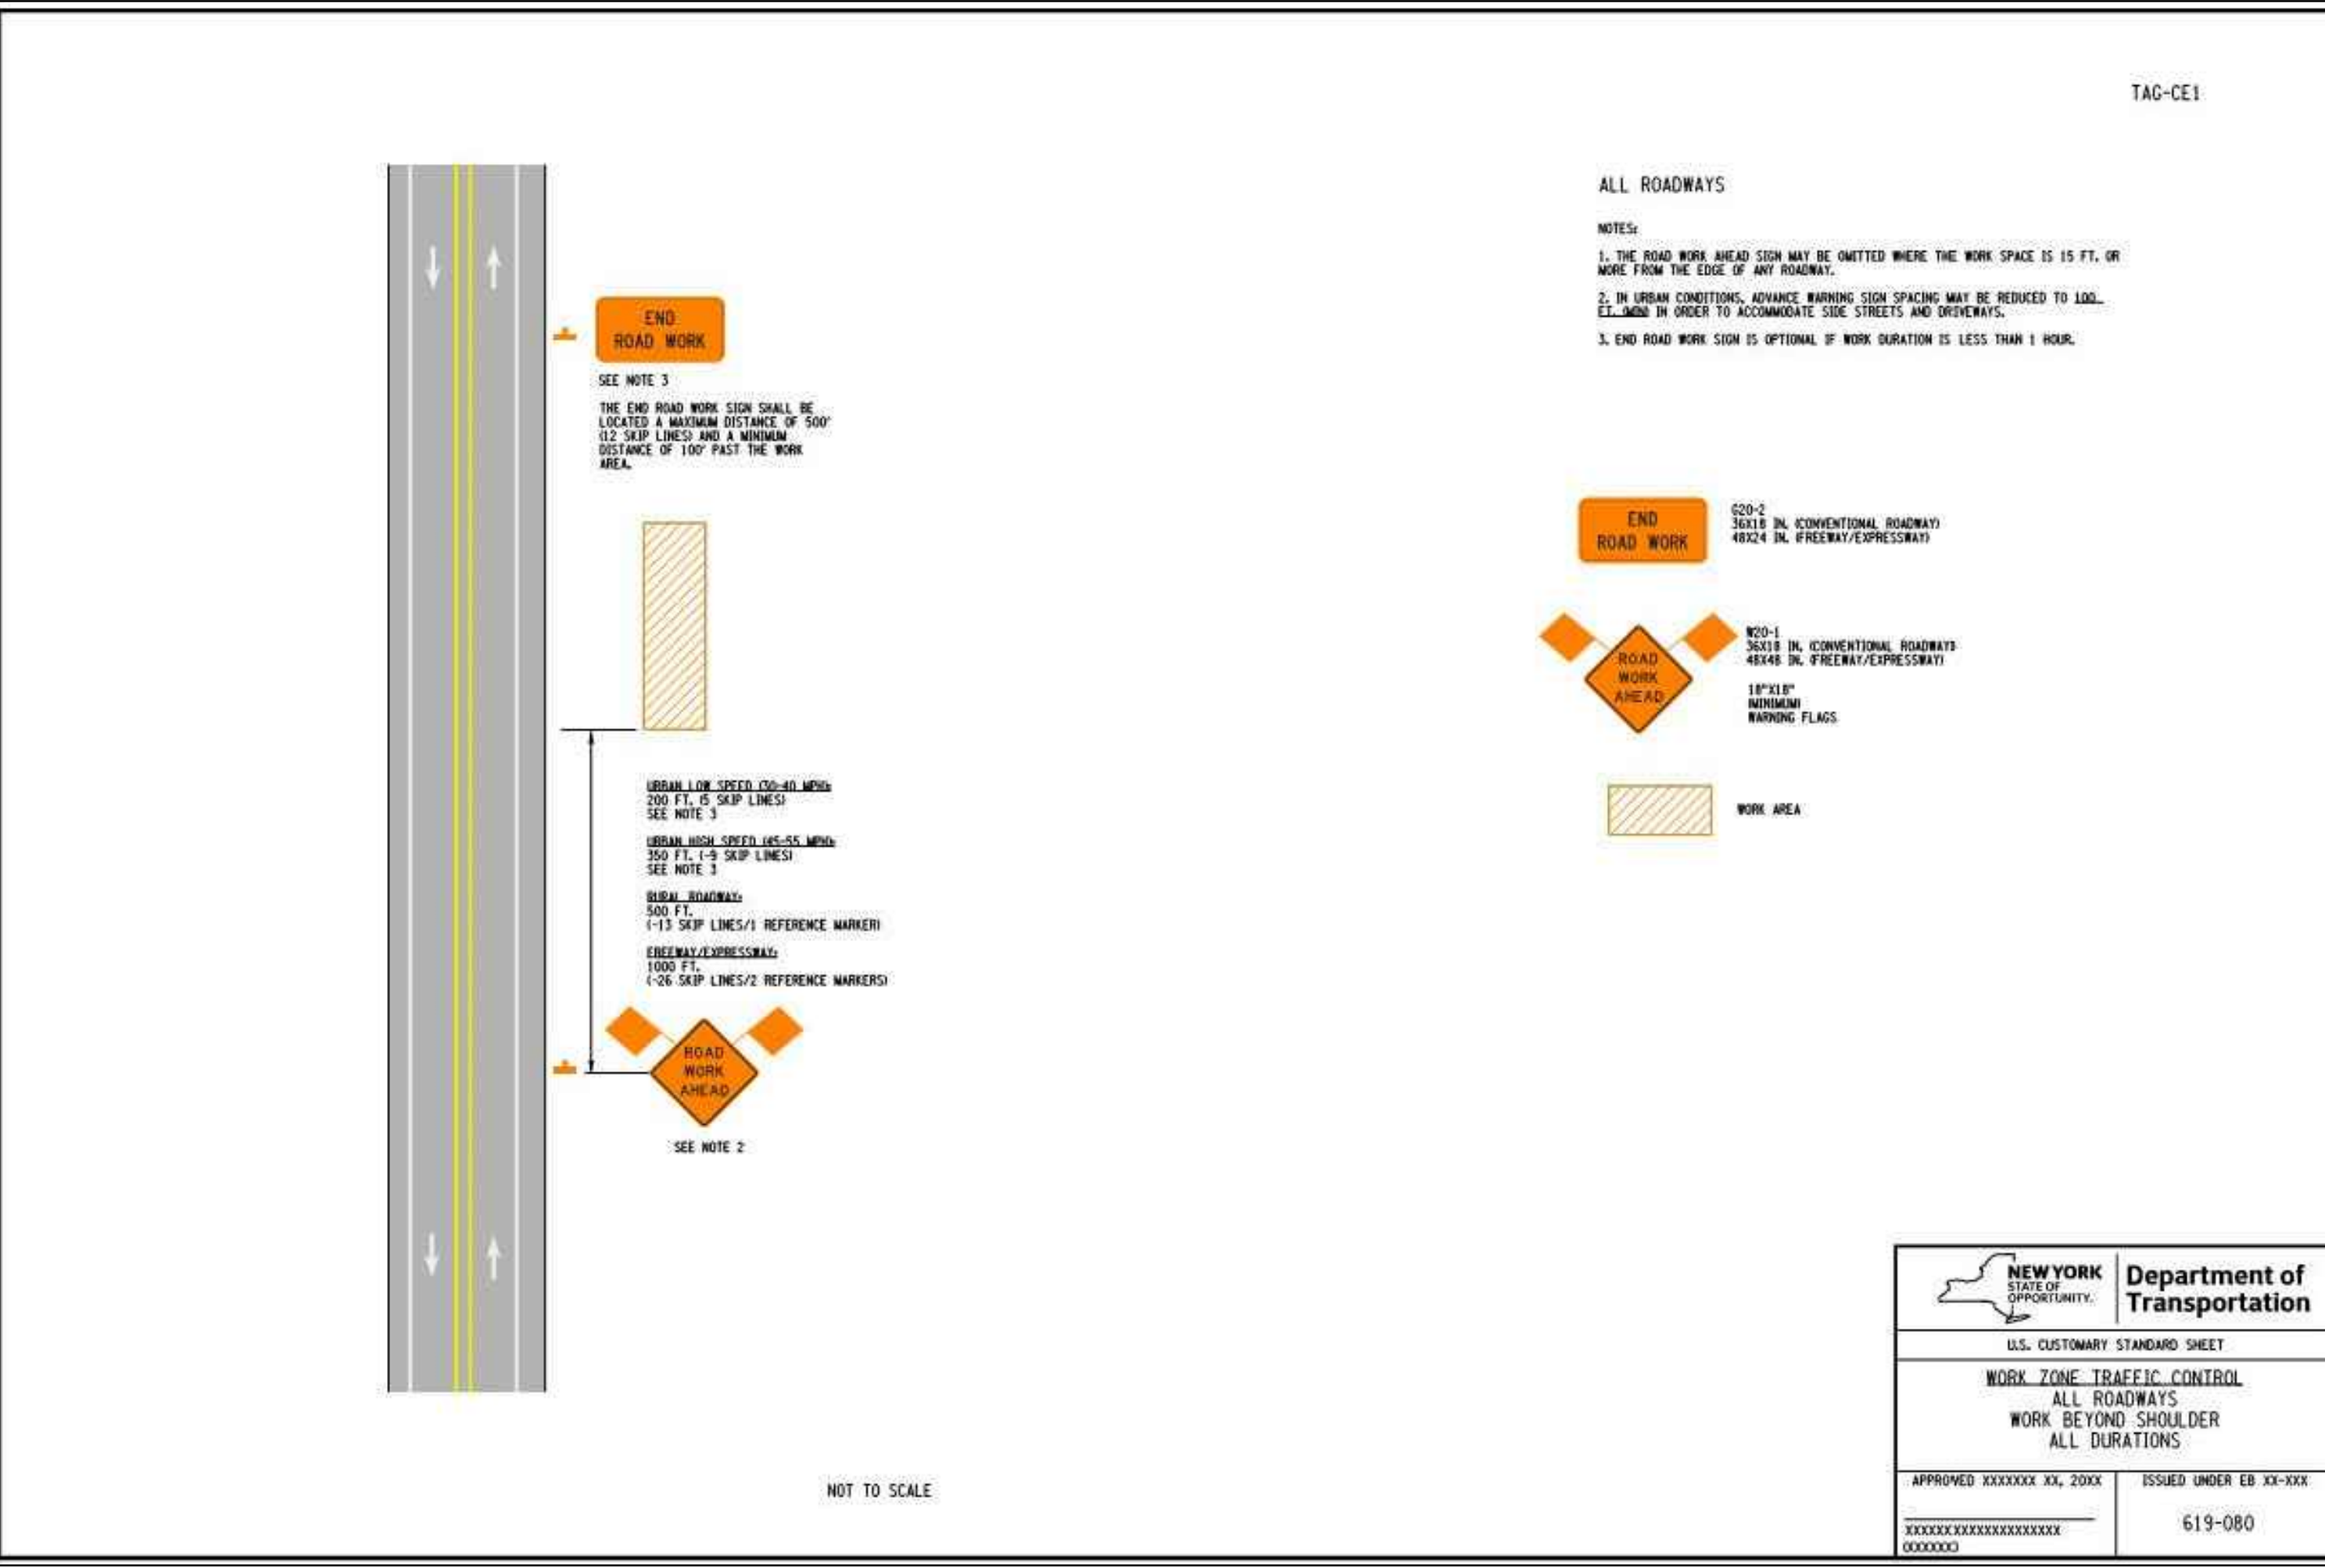 TAG-CE1
ALL ROADWAYS
NOTES:
1. THE ROAD WORK AHEAD SIGN MAY BE OMITTED WHERE THE WORK SPACE IS 15 FT. OR
MORE FROM THE EDGE OF ANY ROADWAY.
2. IN URBAN CONDITIONS, ADVANCE WARNING SIGN SPACING MAY BE REDUCED TO 100
FT. (MIN) IN ORDER TO ACCOMMODATE SIDE STREETS AND DRIVEWAYS.
3. END ROAD WORK SIGN IS OPTIONAL IF WORK DURATION IS LESS THAN 1 HOUR.
END
ROAD WORK
SEE NOTE 3
THE END ROAD WORK SIGN SHALL BE
LOCATED A MAXIMUM DISTANCE OF 500'
(12 SKIP LINES) AND A MINIMUM
DISTANCE OF 100' PAST THE WORK
AREA.
URBAN LOW SPEED (30-40 MPH):
200 FT. (5 SKIP LINES)
SEE NOTE 3
URBAN HIGH SPEED (45-55 MPH):
350 FT. (~9 SKIP LINES)
SEE NOTE 3
RURAL ROADWAY:
500 FT.
(~13 SKIP LINES/1 REFERENCE MARKER)
FREEWAY/EXPRESSWAY:
1000 FT.
(~26 SKIP LINES/2 REFERENCE MARKERS)
ROAD
WORK
AHEAD
SEE NOTE 2
END
ROAD WORK
G20-2
36X18 IN. (CONVENTIONAL ROADWAY)
48X24 IN. (FREEWAY/EXPRESSWAY)
ROAD
WORK
AHEAD
W20-1
36X18 IN. (CONVENTIONAL ROADWAY)
48X48 IN. (FREEWAY/EXPRESSWAY)
18"X18"
(MINIMUM)
WARNING FLAGS
WORK AREA
NOT TO SCALE
NEW YORK
STATE OF
OPPORTUNITY.
Department of
Transportation
U.S. CUSTOMARY STANDARD SHEET
WORK ZONE TRAFFIC CONTROL
ALL ROADWAYS
WORK BEYOND SHOULDER
ALL DURATIONS
APPROVED XXXXXXX XX, 20XX
ISSUED UNDER EB XX-XXX
XXXXXXXXXXXXXXXXXXXX
619-080